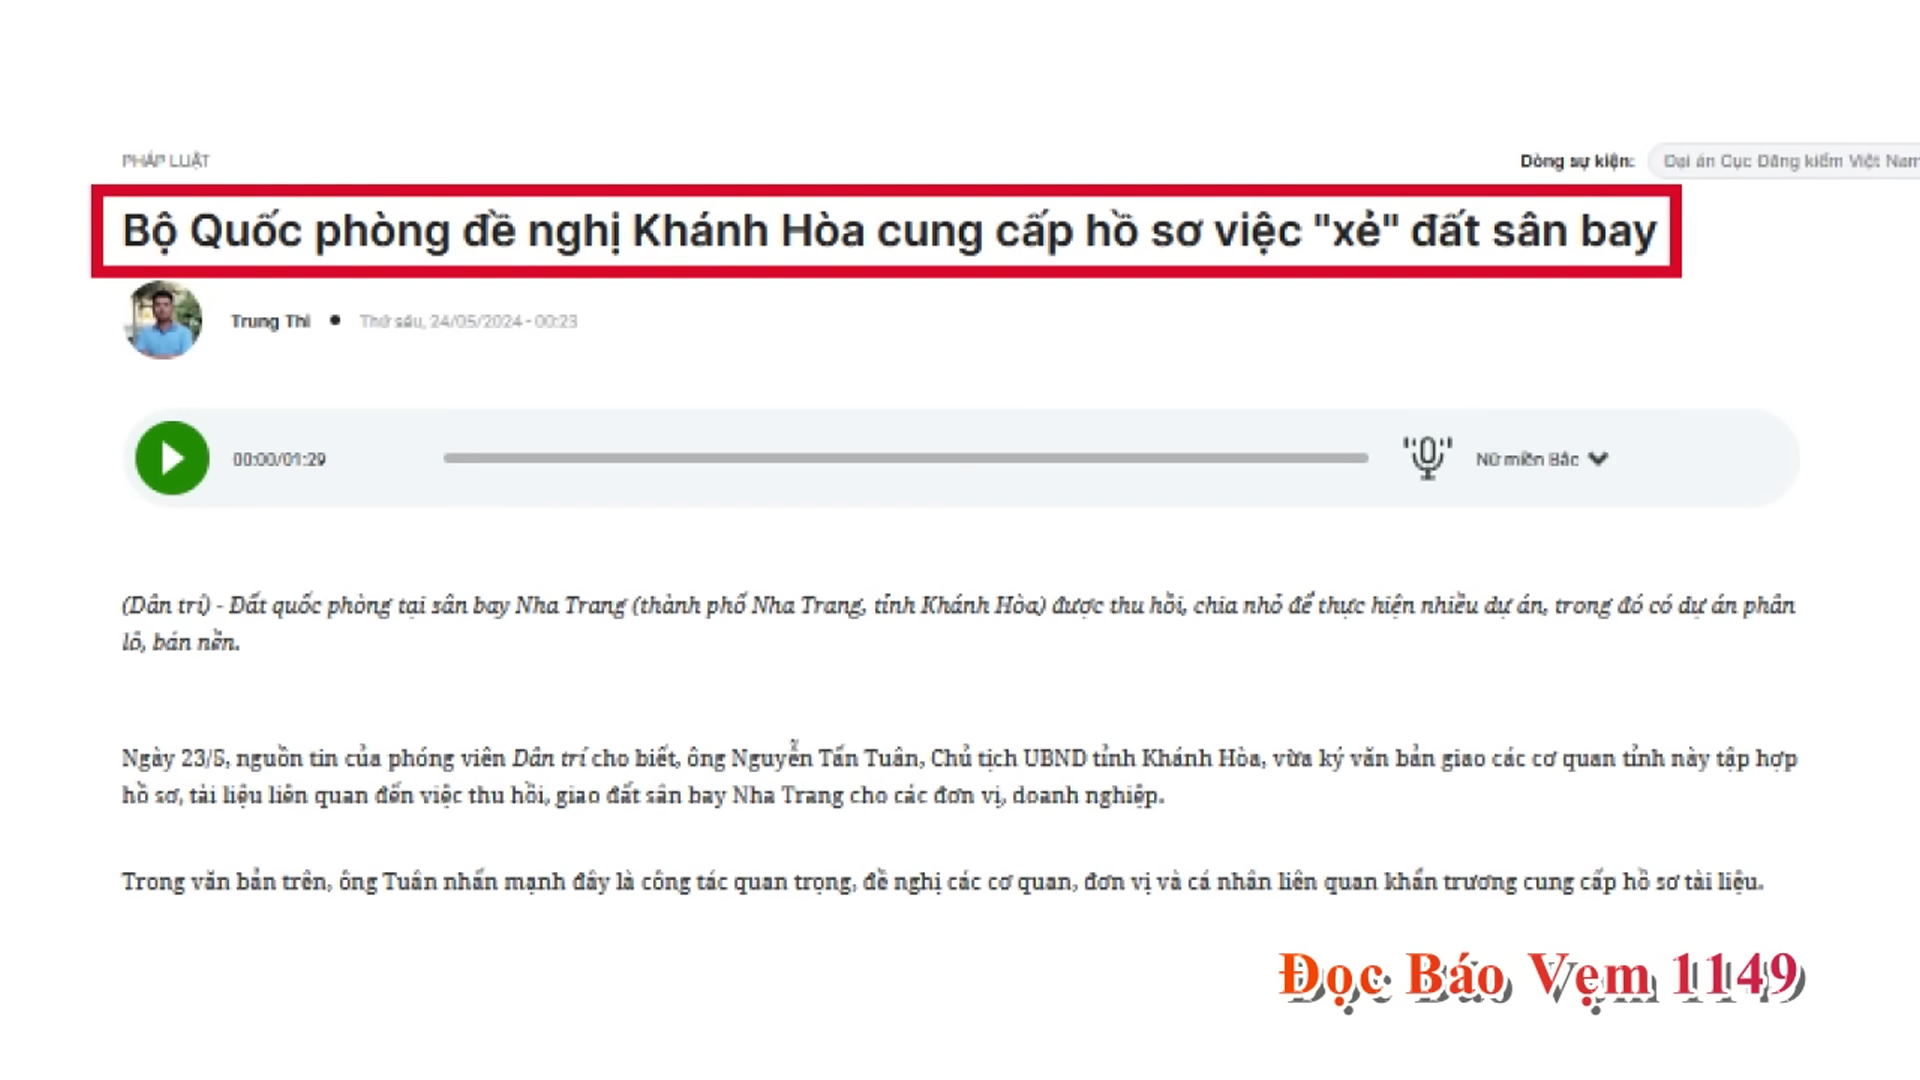 PHÁP LUẬT
Dòng sự kiện: Đại án Cục Đăng kiểm Việt Nam
Bộ Quốc phòng đề nghị Khánh Hòa cung cấp hồ sơ việc "xẻ" đất sân bay
Trung Thi • Thứ sáu, 24/05/2024 - 00:23
00:00/01:29
Nữ miền Bắc
(Dân trí) - Đất quốc phòng tại sân bay Nha Trang (thành phố Nha Trang, tỉnh Khánh Hòa) được thu hồi, chia nhỏ để thực hiện nhiều dự án, trong đó có dự án phân
lô, bán nền.
Ngày 23/5, nguồn tin của phóng viên Dân trí cho biết, ông Nguyễn Tấn Tuân, Chủ tịch UBND tỉnh Khánh Hòa, vừa ký văn bản giao các cơ quan tỉnh này tập hợp
hồ sơ, tài liệu liên quan đến việc thu hồi, giao đất sân bay Nha Trang cho các đơn vị, doanh nghiệp.
Trong văn bản trên, ông Tuân nhấn mạnh đây là công tác quan trọng, đề nghị các cơ quan, đơn vị và cá nhân liên quan khẩn trương cung cấp hồ sơ tài liệu.
Đọc Báo Vẹm 1149